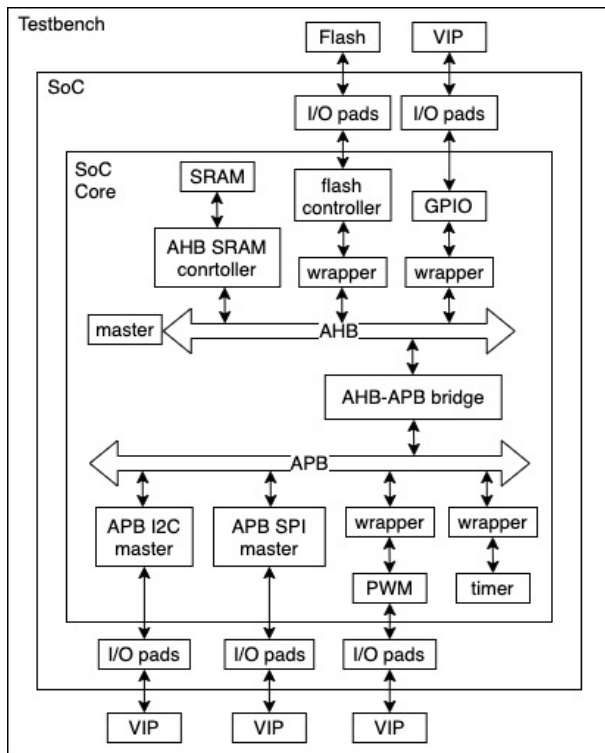 Testbench
Flash
VIP
SoC
I/O pads
I/O pads
SoC
Core
SRAM
flash
controller
GPIO
AHB SRAM
conrtoller
wrapper
wrapper
master
AHB
AHB-APB bridge
APB
APB I2C
master
APB SPI
master
wrapper
wrapper
PWM
timer
I/O pads
I/O pads
I/O pads
VIP
VIP
VIP